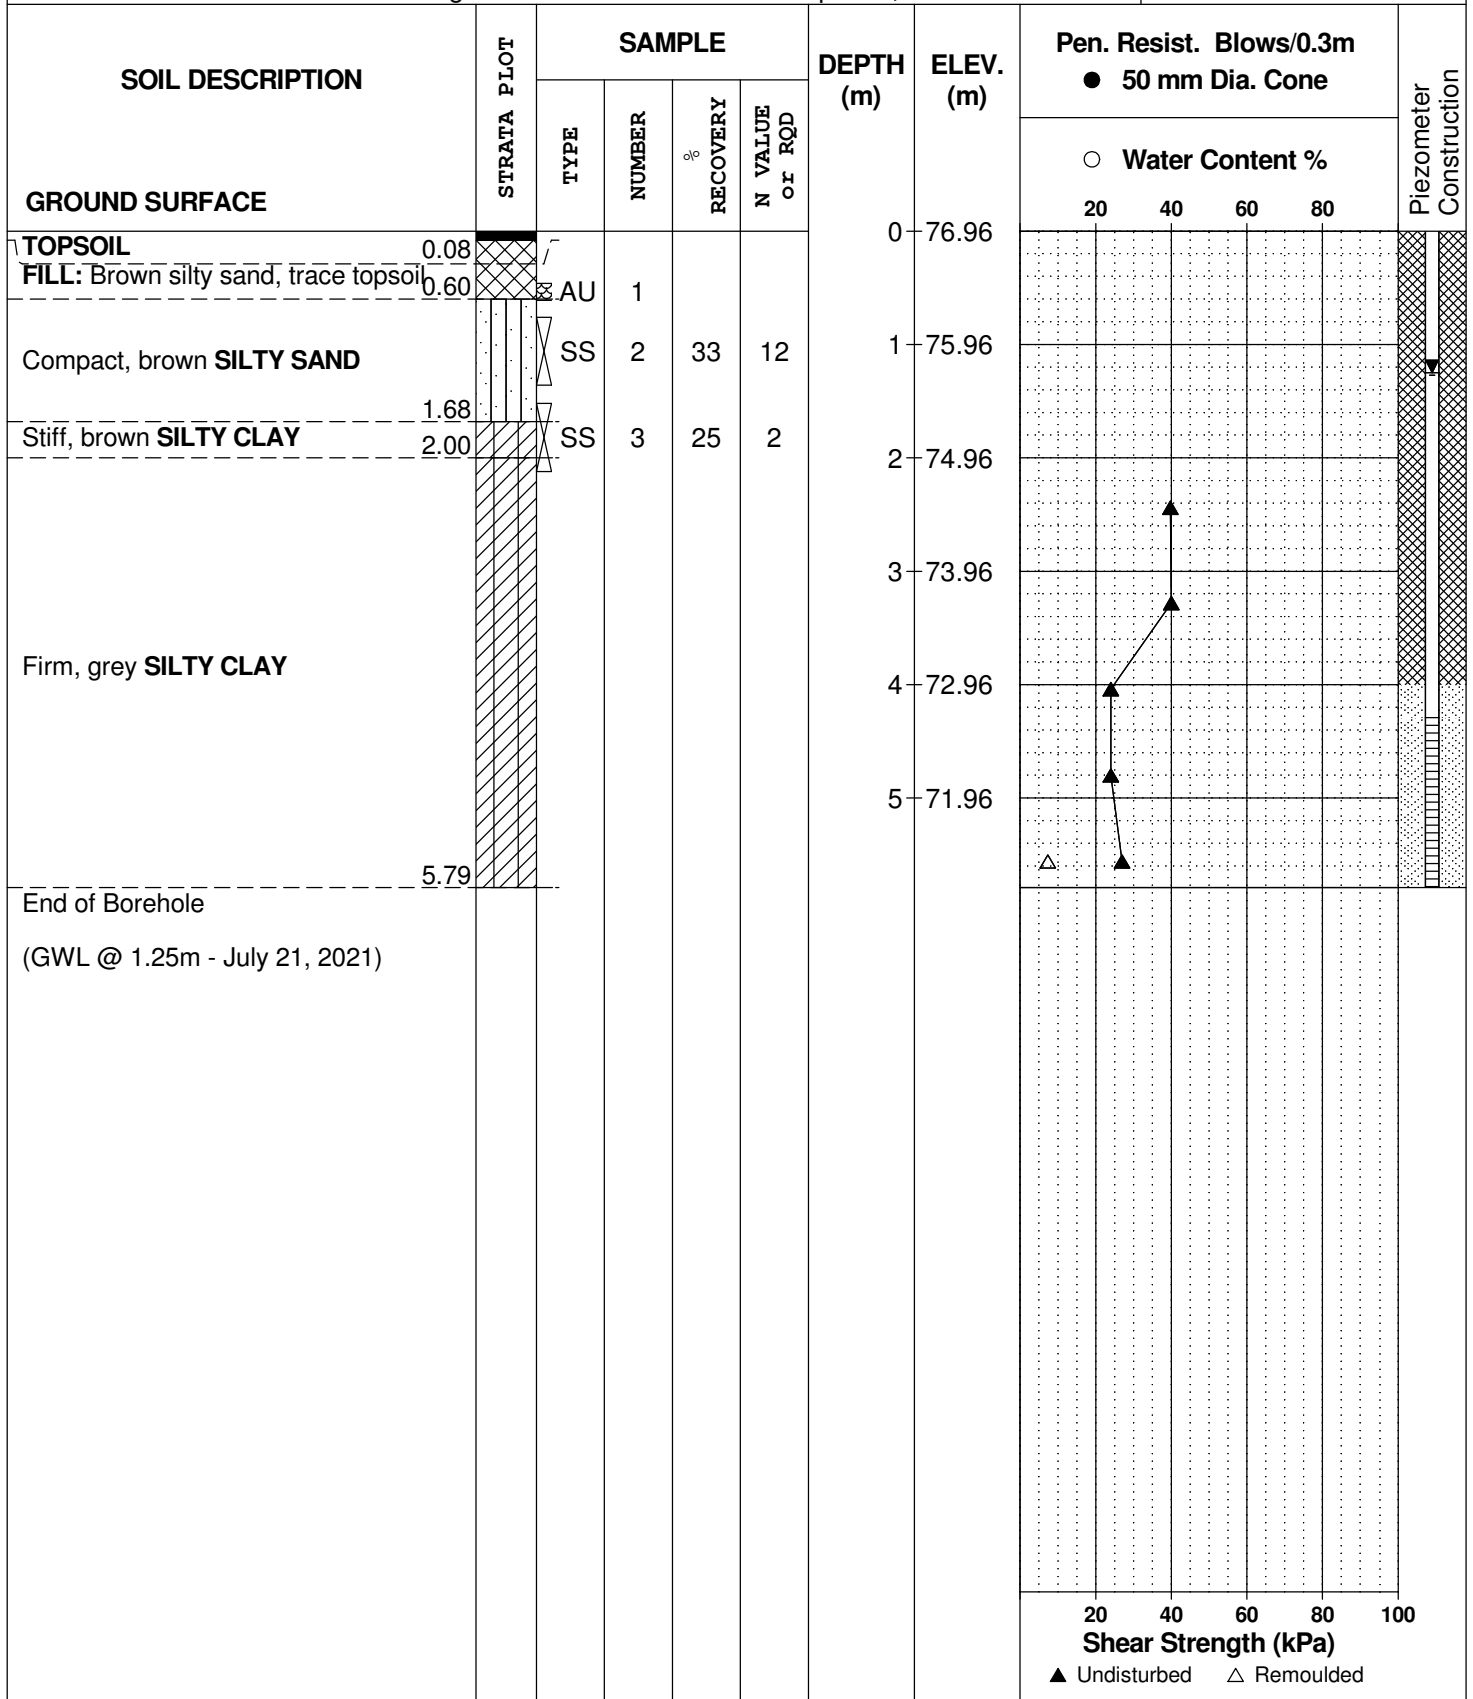 SOIL DESCRIPTION
GROUND SURFACE
STRATA PLOT
SAMPLE
TYPE
NUMBER
%
RECOVERY
N VALUE
or RQD
DEPTH
(m)
ELEV.
(m)
Pen. Resist. Blows/0.3m
● 50 mm Dia. Cone
○ Water Content %
20 40 60 80
Piezometer
Construction
0 76.96
TOPSOIL 0.08
FILL: Brown silty sand, trace topsoil 0.60
AU 1
Compact, brown SILTY SAND
SS 2 33 12
1 75.96
1.68
Stiff, brown SILTY CLAY 2.00
SS 3 25 2
2 74.96
3 73.96
Firm, grey SILTY CLAY
4 72.96
5 71.96
5.79
End of Borehole
(GWL @ 1.25m - July 21, 2021)
20 40 60 80 100
Shear Strength (kPa)
▲ Undisturbed △ Remoulded